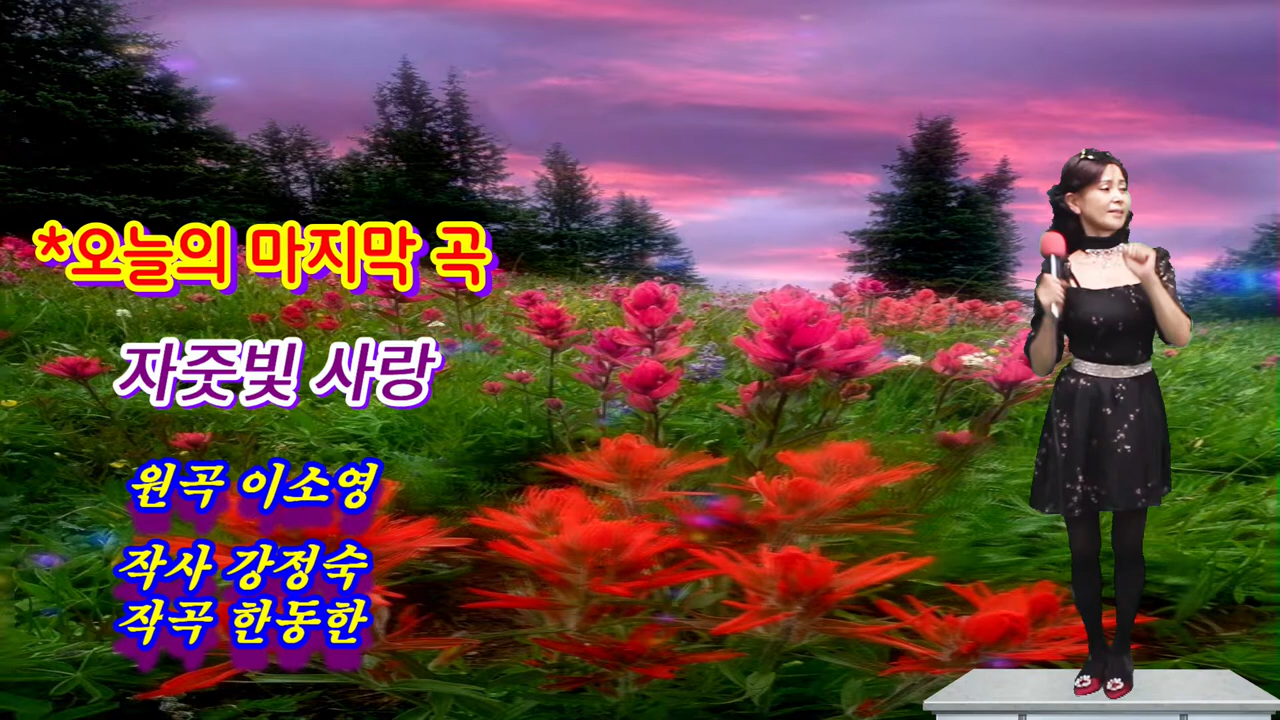 *오늘의 마지막 곡
자줏빛 사랑
원곡 이소영
작사 강정숙
작곡 한동한